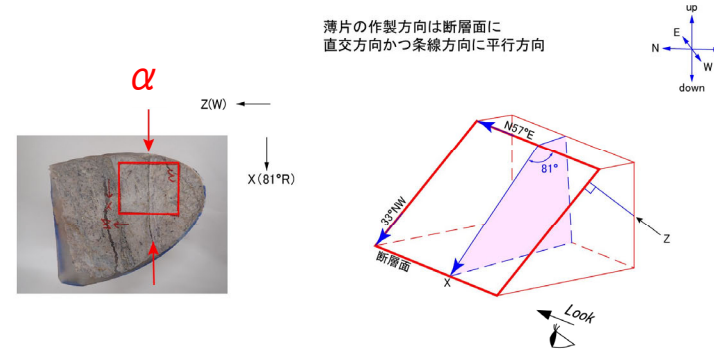 薄片の作製方向は断層面に
直交方向かつ条線方向に平行方向
up
E
N
W
down
α
Z(W)
X(81°R)
N57°E
81°
33°NW
Z
断層面
X
Look